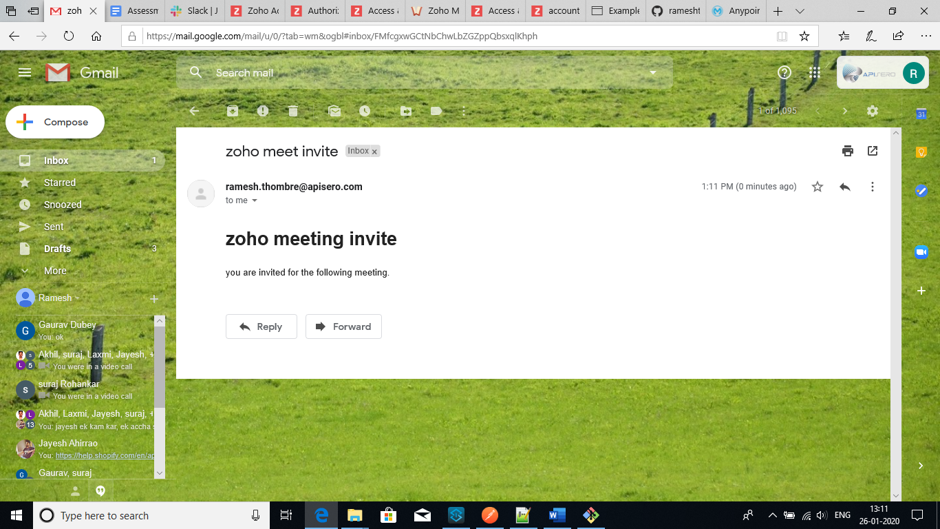 zoh
Assessm
Slack | J
Zoho Ac
Authori:
Access a
Zoho M
Access a
account
Example
ramesht
Anypoir
https://mail.google.com/mail/u/0/?tab=wm&ogbl#inbox/FMfcgxwGCtNbChwLbZGZppQbsxqlKhph
Gmail
Search mail
APISERO
R
Compose
1 of 1,095
Inbox 1
Starred
Snoozed
Sent
Drafts 3
More
zoho meet invite Inbox x
ramesh.thombre@apisero.com
1:11 PM (0 minutes ago)
to me
zoho meeting invite
you are invited for the following meeting.
Reply
Forward
Ramesh
G
Gaurav Dubey
You: ok
Akhil, suraj, Laxmi, Jayesh,
S
L 5
You were in a video call
S
suraj Rohankar
You were in a video call
Akhil, Laxmi, Jayesh, suraj,
L
13
You: jayesh ek kam kar, ek accha
Jayesh Ahirrao
You: https://help.shopify.com/en/ap
G
Gaurav, suraj
31
Type here to search
ENG
13:11
26-01-2020